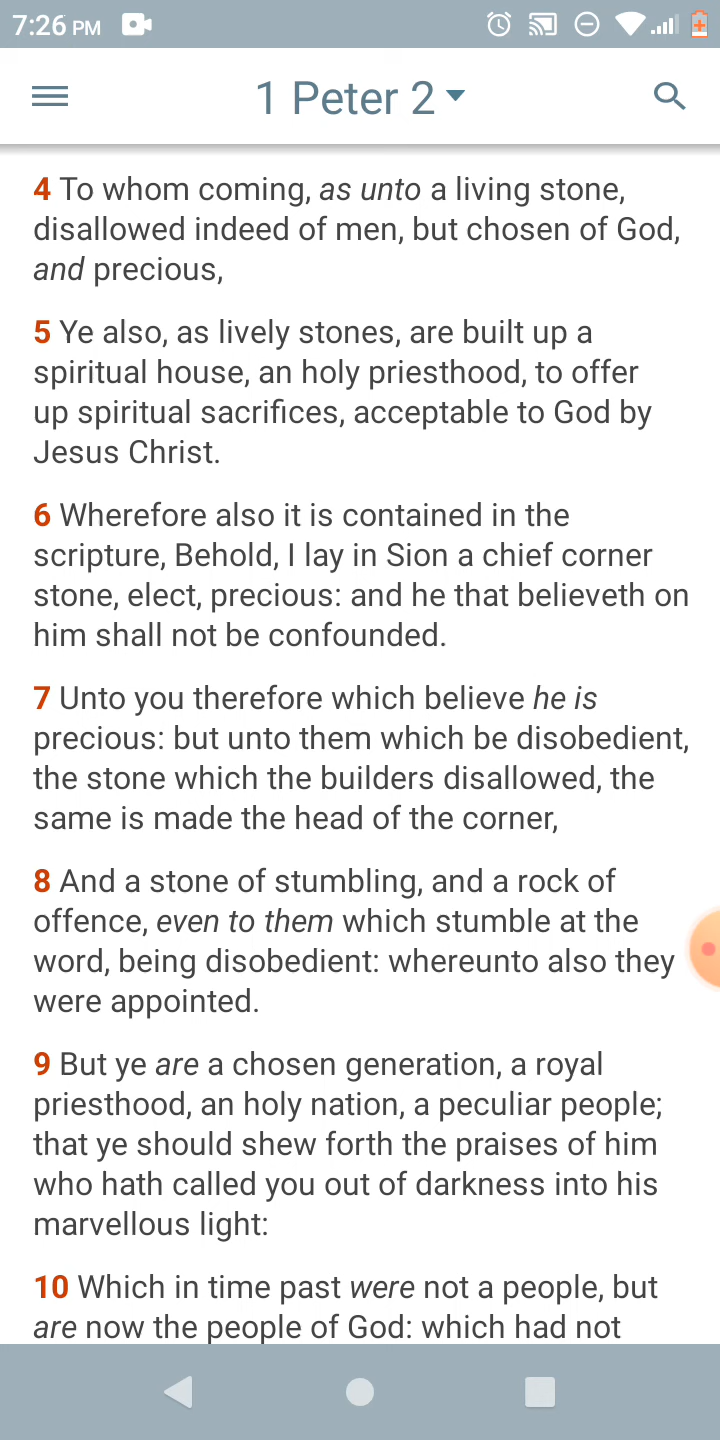 7:26 PM
1 Peter 2
4 To whom coming, as unto a living stone,
disallowed indeed of men, but chosen of God,
and precious,
5 Ye also, as lively stones, are built up a
spiritual house, an holy priesthood, to offer
up spiritual sacrifices, acceptable to God by
Jesus Christ.
6 Wherefore also it is contained in the
scripture, Behold, I lay in Sion a chief corner
stone, elect, precious: and he that believeth on
him shall not be confounded.
7 Unto you therefore which believe he is
precious: but unto them which be disobedient,
the stone which the builders disallowed, the
same is made the head of the corner,
8 And a stone of stumbling, and a rock of
offence, even to them which stumble at the
word, being disobedient: whereunto also they
were appointed.
9 But ye are a chosen generation, a royal
priesthood, an holy nation, a peculiar people;
that ye should shew forth the praises of him
who hath called you out of darkness into his
marvellous light:
10 Which in time past were not a people, but
are now the people of God: which had not